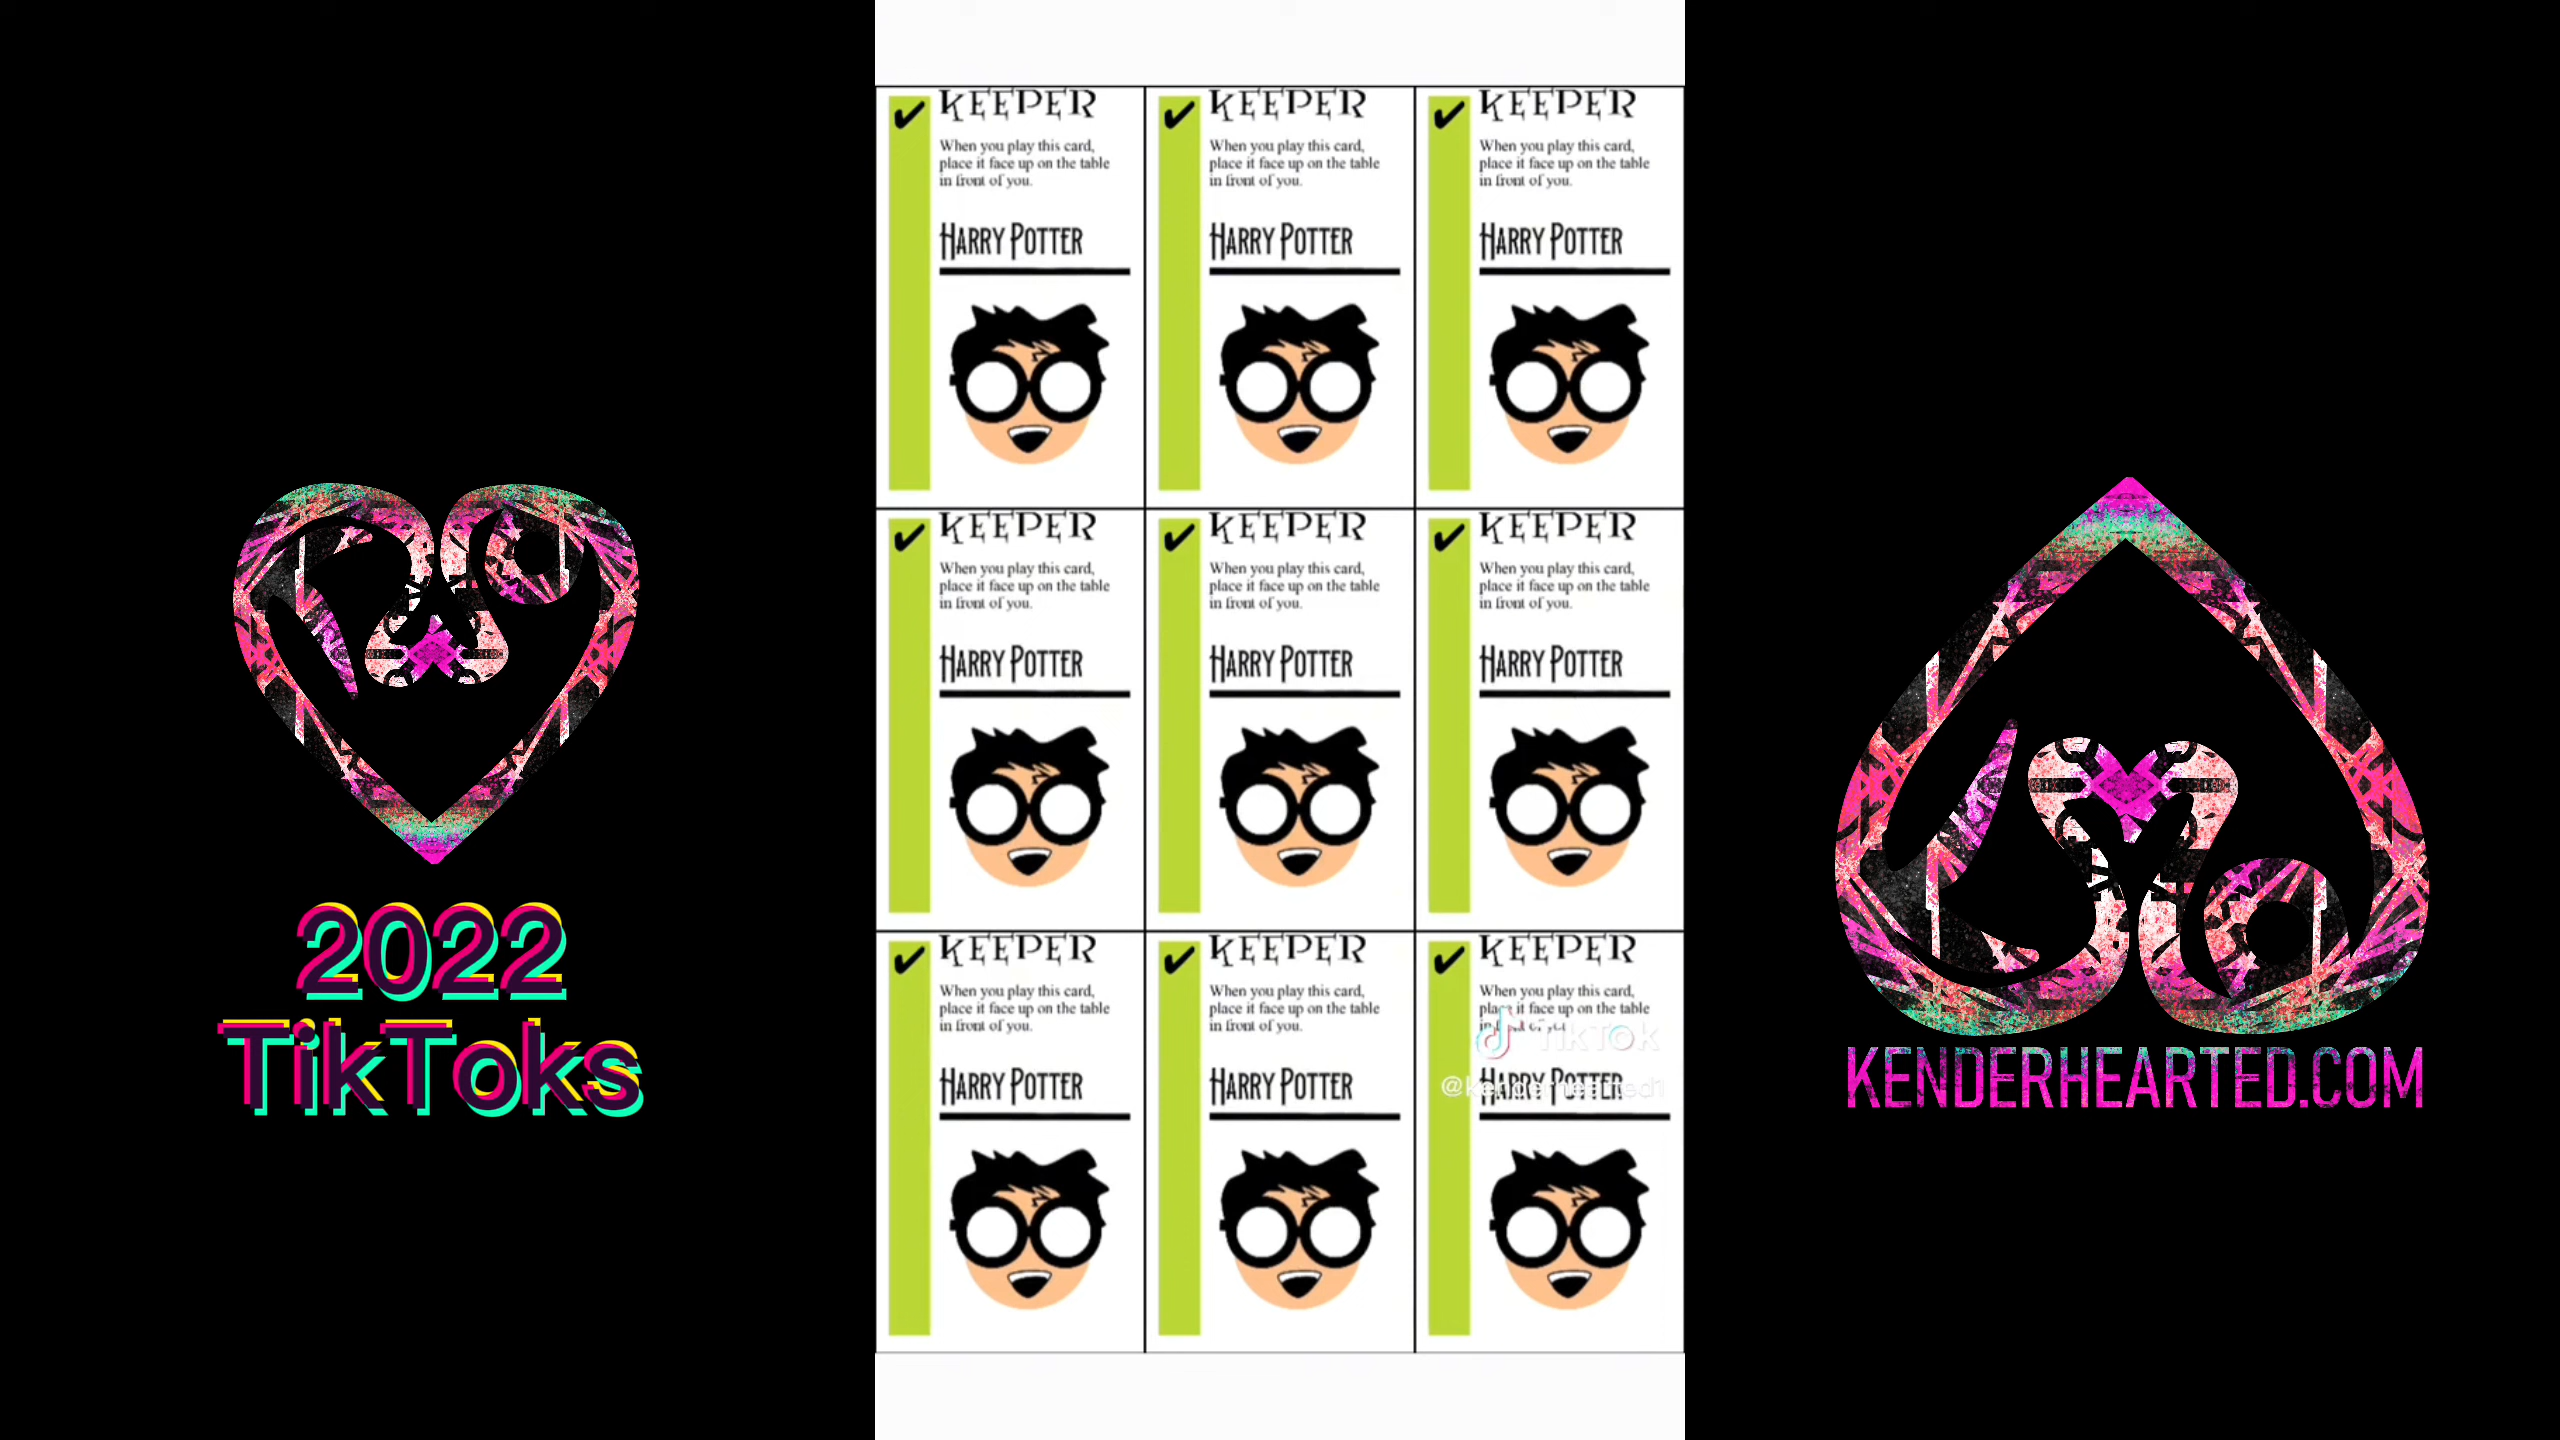 2022
TikToks
KEEPER
When you play this card,
place it face up on the table
in front of you.
HARRY POTTER
KEEPER
When you play this card,
place it face up on the table
in front of you.
HARRY POTTER
KEEPER
When you play this card,
place it face up on the table
in front of you.
HARRY POTTER
KEEPER
When you play this card,
place it face up on the table
in front of you.
HARRY POTTER
KEEPER
When you play this card,
place it face up on the table
in front of you.
HARRY POTTER
KEEPER
When you play this card,
place it face up on the table
in front of you.
HARRY POTTER
KEEPER
When you play this card,
place it face up on the table
in front of you.
HARRY POTTER
KEEPER
When you play this card,
place it face up on the table
in front of you.
HARRY POTTER
KEEPER
When you play this card,
place it face up on the table
in front of you.
TikTok
@kenderhearted1
HARRY POTTER
KENDERHEARTED.COM